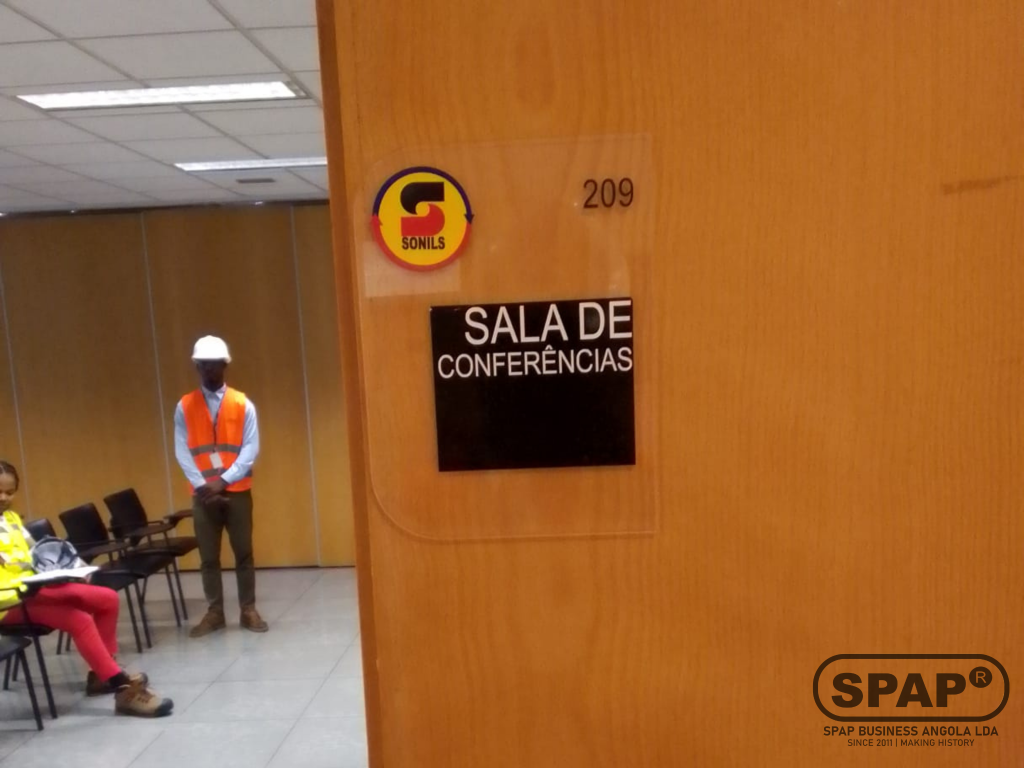 209
SONILS
SALA DE
CONFERÊNCIAS
SPAP®
SPAP BUSINESS ANGOLA LDA
SINCE 2011 | MAKING HISTORY